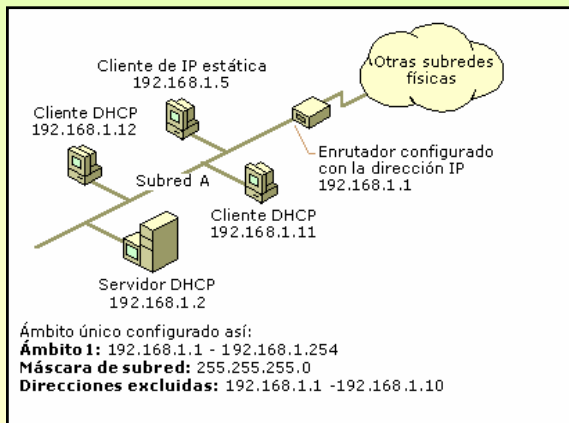 Cliente de IP estática
192.168.1.5
Otras subredes
físicas
Cliente DHCP
192.168.1.12
Enrutador configurado
con la dirección IP
192.168.1.1
Subred A
Cliente DHCP
192.168.1.11
Servidor DHCP
192.168.1.2
Ámbito único configurado así:
Ámbito 1: 192.168.1.1 - 192.168.1.254
Máscara de subred: 255.255.255.0
Direcciones excluidas: 192.168.1.1 -192.168.1.10